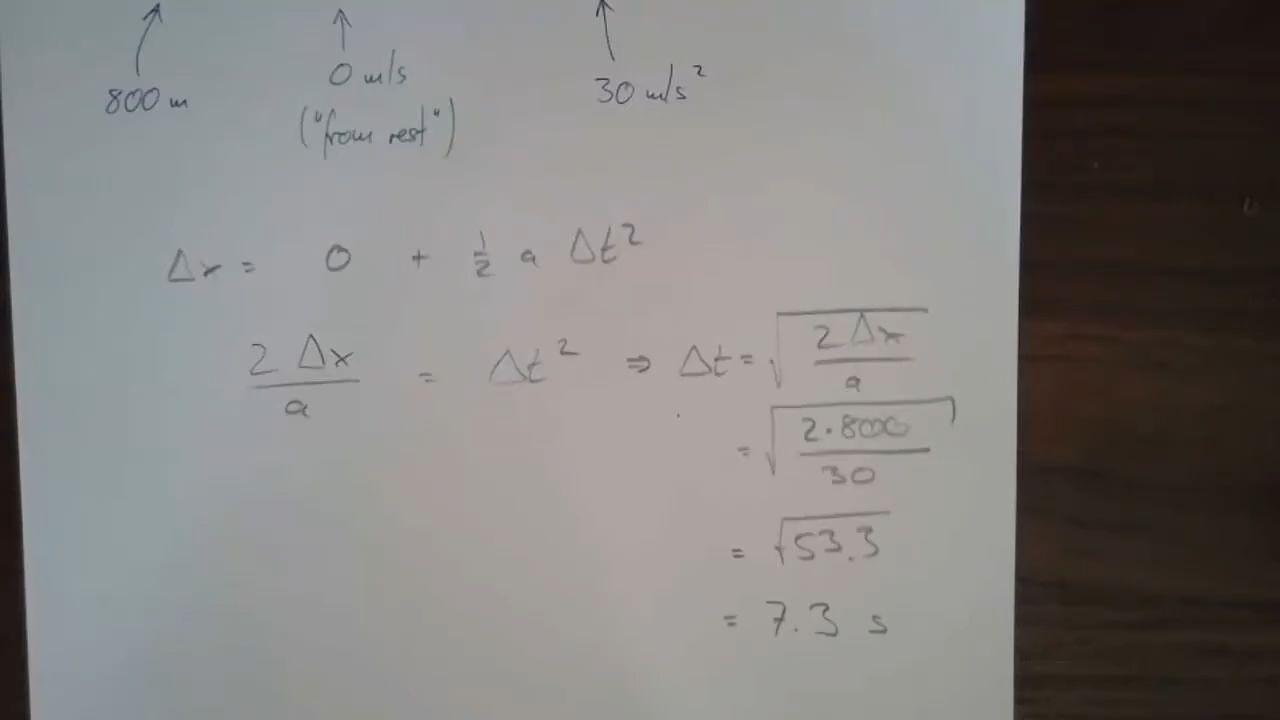 800 m 0 m/s 30 m/s²
("from rest")
Δx = 0 + 1/2 a Δt²
2 Δx / a = Δt² ⇒ Δt = √(2 Δx / a)
= √(2·800 / 30)
= √53.3
= 7.3 s